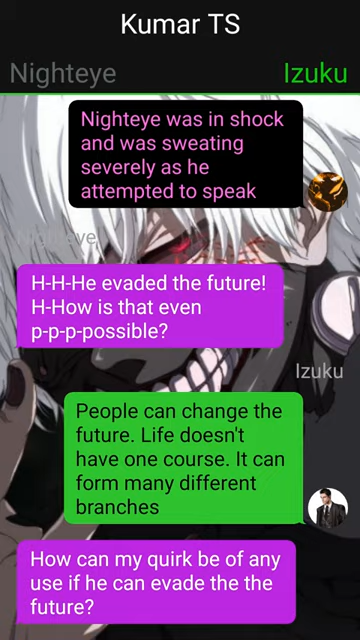 Kumar TS
Nighteye
Izuku
Nighteye was in shock
and was sweating
severely as he
attempted to speak
Nighteye
H-H-He evaded the future!
H-How is that even
p-p-p-possible?
Izuku
People can change the
future. Life doesn't
have one course. It can
form many different
branches
How can my quirk be of any
use if he can evade the the
future?